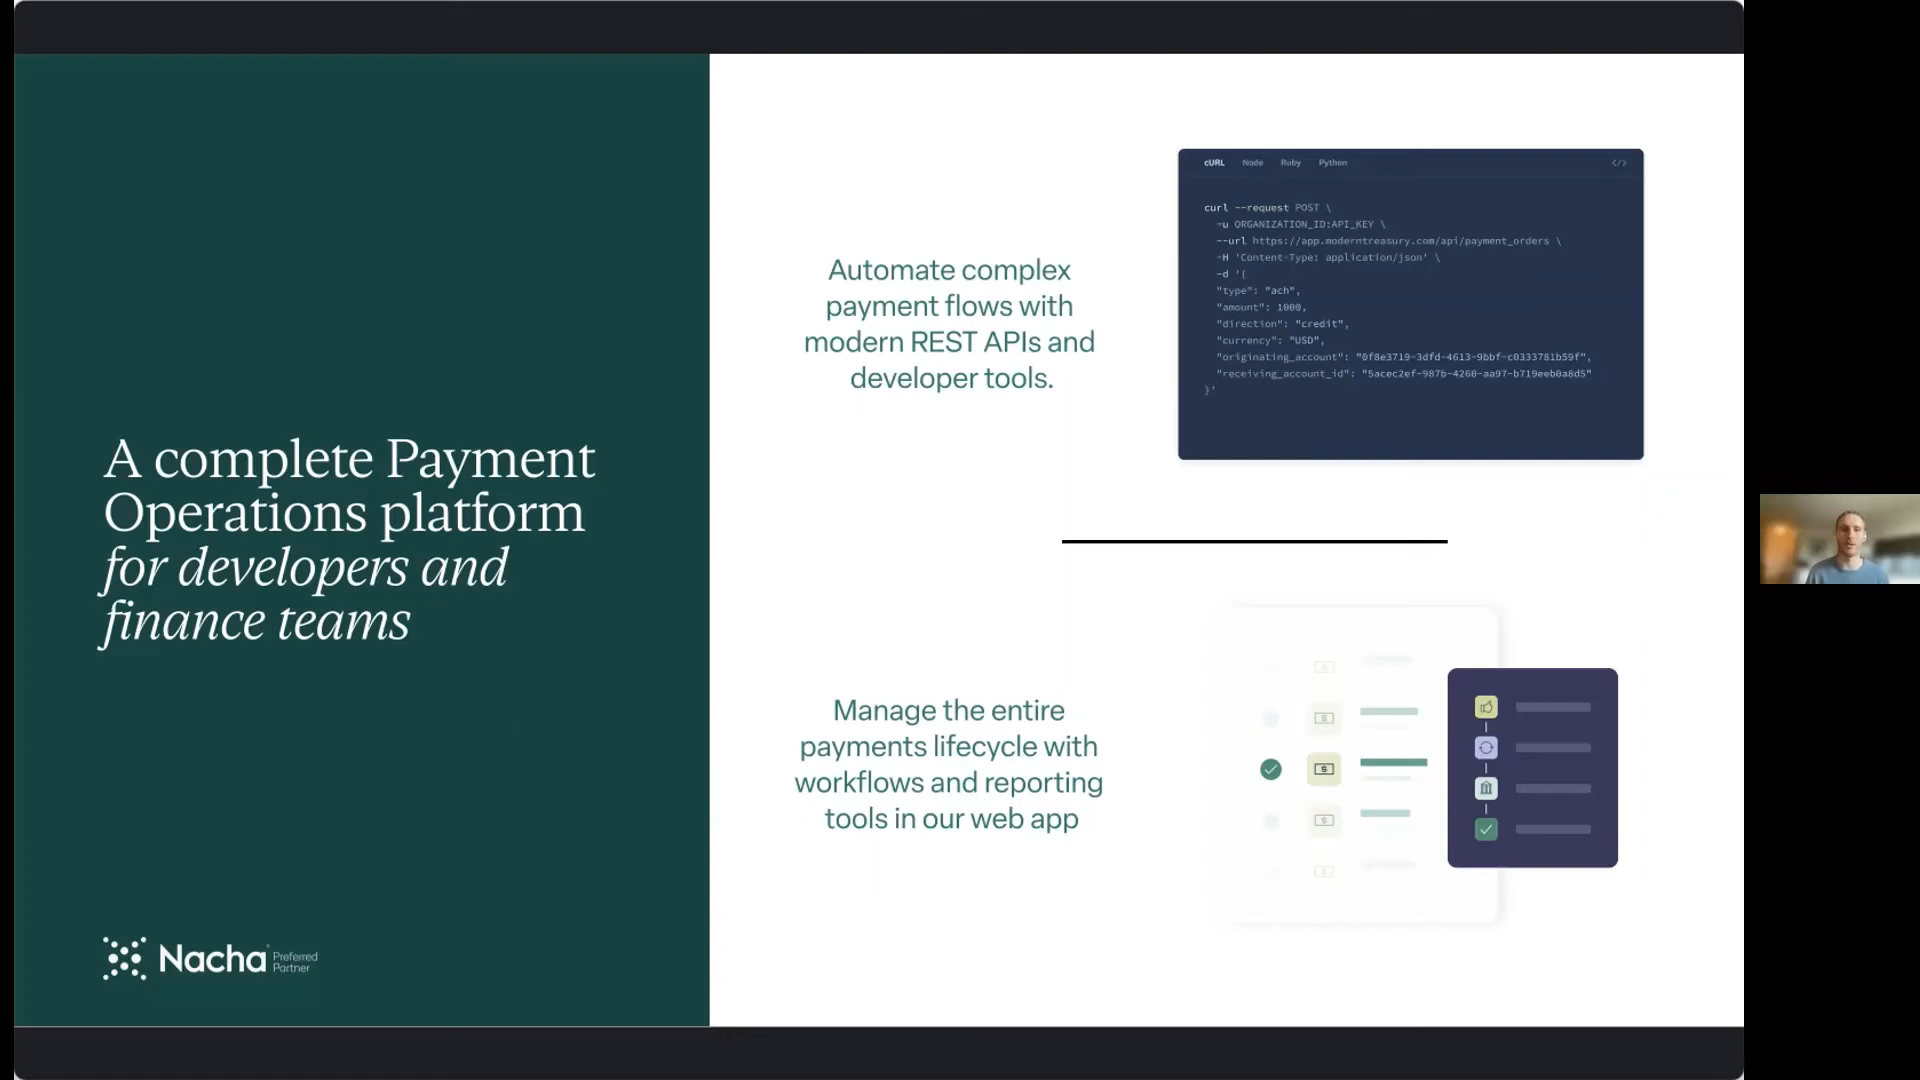 A complete Payment
Operations platform
for developers and
finance teams
Nacha Preferred
Partner
Automate complex
payment flows with
modern REST APIs and
developer tools.
cURL Node Ruby Python </>
curl --request POST \
-u ORGANIZATION_ID:API_KEY \
--url https://app.moderntreasury.com/api/payment_orders \
-H 'Content-Type: application/json' \
-d '{
"type": "ach",
"amount": 1000,
"direction": "credit",
"currency": "USD",
"originating_account": "0f8e3719-3dfd-4613-9bbf-c0333781b59f",
"receiving_account_id": "5acec2ef-987b-4260-aa97-b719eeb0a8d5"
}'
Manage the entire
payments lifecycle with
workflows and reporting
tools in our web app